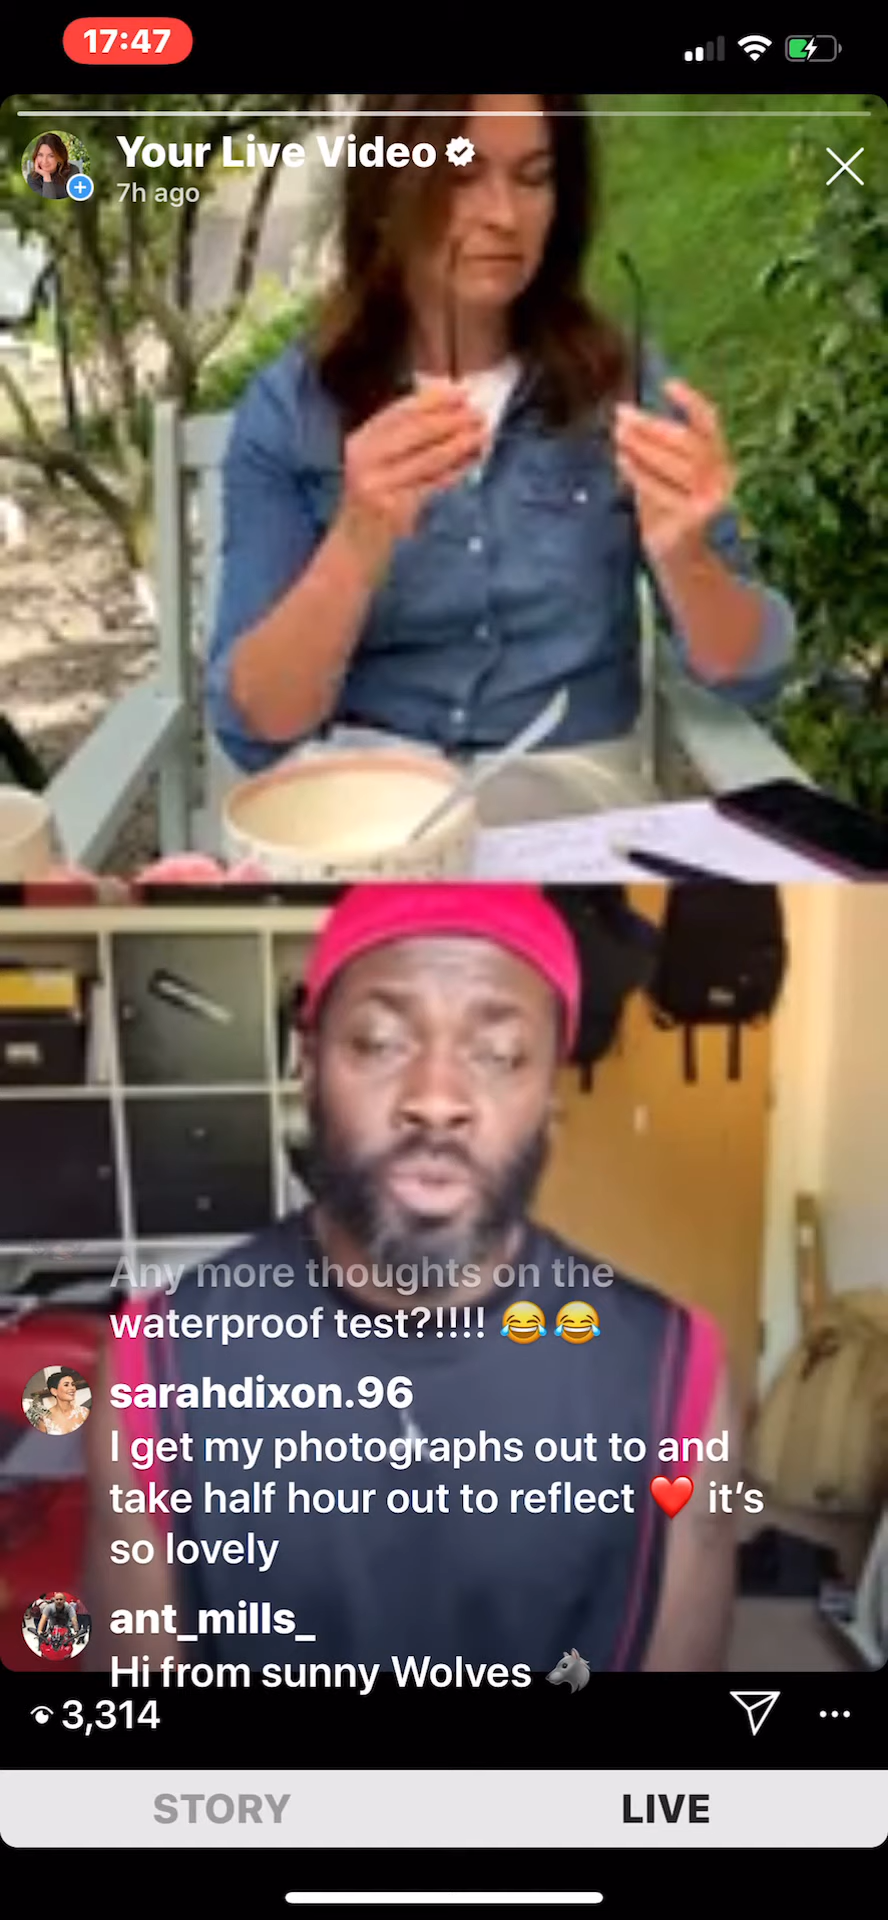 17:47
Your Live Video
7h ago
Any more thoughts on the
waterproof test?!!!! 😂😂
sarahdixon.96
I get my photographs out to and
take half hour out to reflect ❤️ it's
so lovely
ant_mills_
Hi from sunny Wolves 🐺
3,314
STORY
LIVE